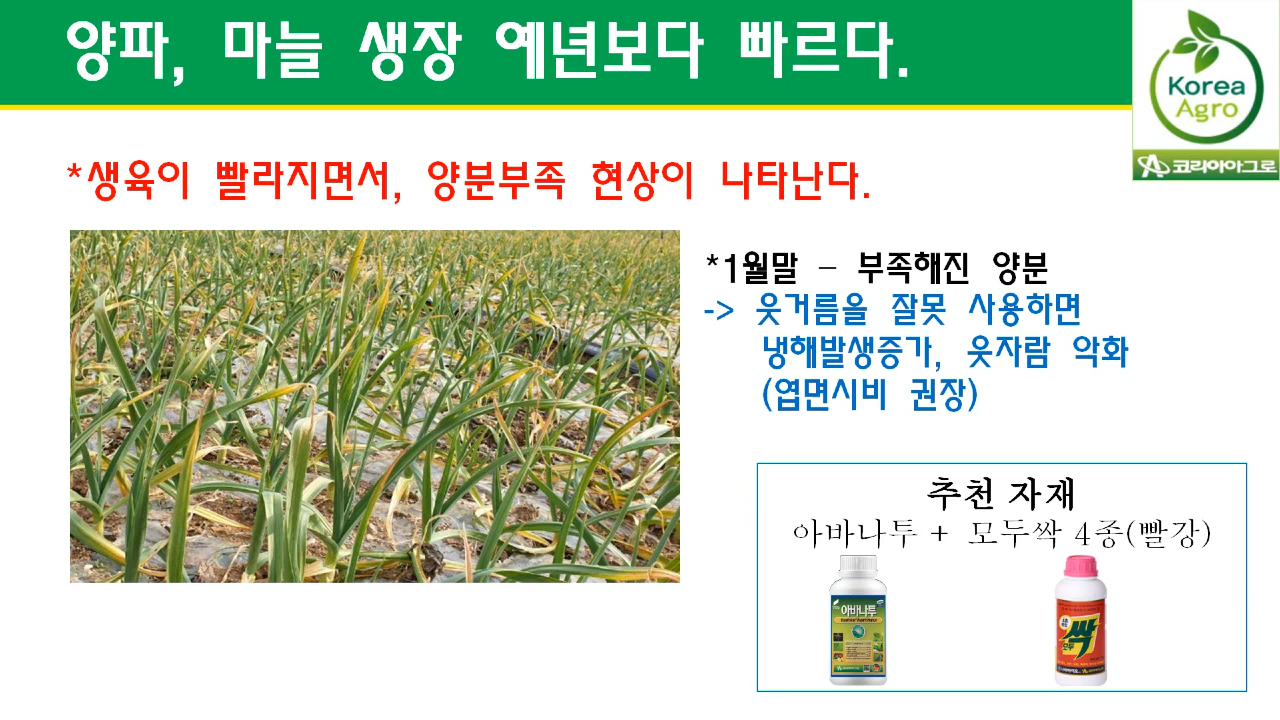 양파, 마늘 생장 예년보다 빠르다.
Korea
Agro
코리아아그로
*생육이 빨라지면서, 양분부족 현상이 나타난다.
*1월말 – 부족해진 양분
-> 웃거름을 잘못 사용하면
냉해발생증가, 웃자람 악화
(엽면시비 권장)
추천 자재
아바나투 + 모두싹 4종(빨강)
아바나투
싹
모두